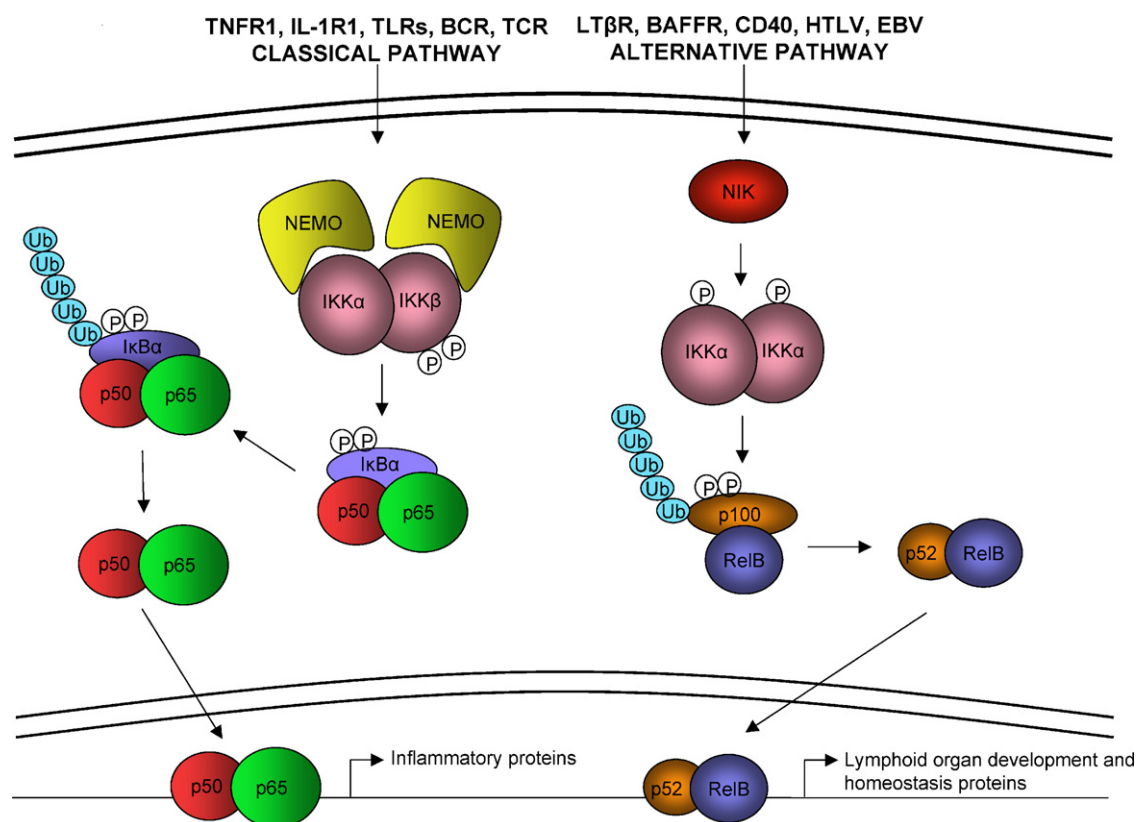 TNFR1, IL-1R1, TLRs, BCR, TCR
CLASSICAL PATHWAY
LTβR, BAFFR, CD40, HTLV, EBV
ALTERNATIVE PATHWAY
NEMO
NEMO
IKKα
IKKβ
P
P
P
P
IκBα
p50
p65
Ub
Ub
Ub
Ub
Ub
P
P
IκBα
p50
p65
p50
p65
p50
p65
Inflammatory proteins
NIK
P
P
IKKα
IKKα
Ub
Ub
Ub
Ub
Ub
P
P
p100
RelB
p52
RelB
p52
RelB
Lymphoid organ development and
homeostasis proteins